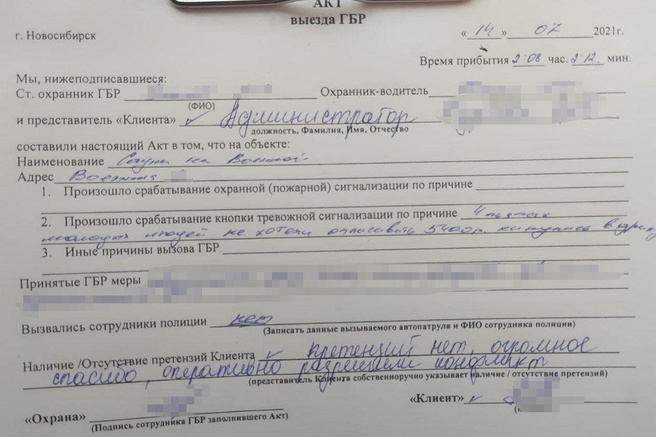 АКТ
выезда ГБР
г. Новосибирск « 14 » 07 2021г.
Время прибытия 2:08 час. 2:12. мин.
Мы, нижеподписавшиеся:
Ст. охранник ГБР Охранник-водитель
(ФИО)
и представитель «Клиента» Администратор
должность, Фамилия, Имя, Отчество
составили настоящий Акт в том, что на объекте:
Наименование Сауна на Военной
Адрес Военная
1. Произошло срабатывание охранной (пожарной) сигнализации по причине
2. Произошло срабатывание кнопки тревожной сигнализации по причине
молодых людей не хотели оплачивать 5400р. в драку
3. Иные причины вызова ГБР
Принятые ГБР меры
Вызвались сотрудники полиции нет
(Записать данные вызываемого автопатруля и ФИО сотрудника полиции)
Наличие /Отсутствие претензий Клиента претензий нет, огромное
спасибо, оперативно разрешили конфликт
(представитель Клиента собственноручно указывает наличие / отсутствие претензий)
«Охрана» «Клиент»
(Подпись сотрудника ГБР заполнившего Акт)